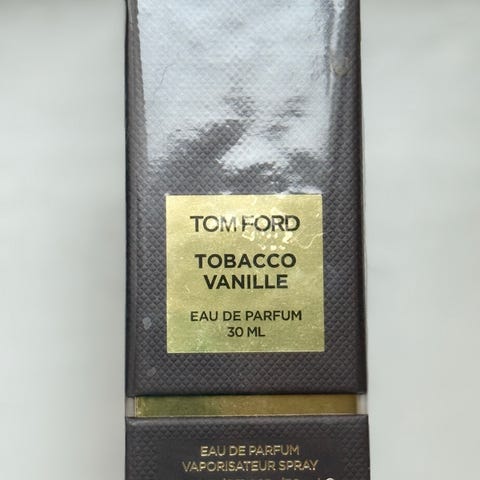 TOM FORD
TOBACCO
VANILLE
EAU DE PARFUM
30 ML
EAU DE PARFUM
VAPORISATEUR SPRAY